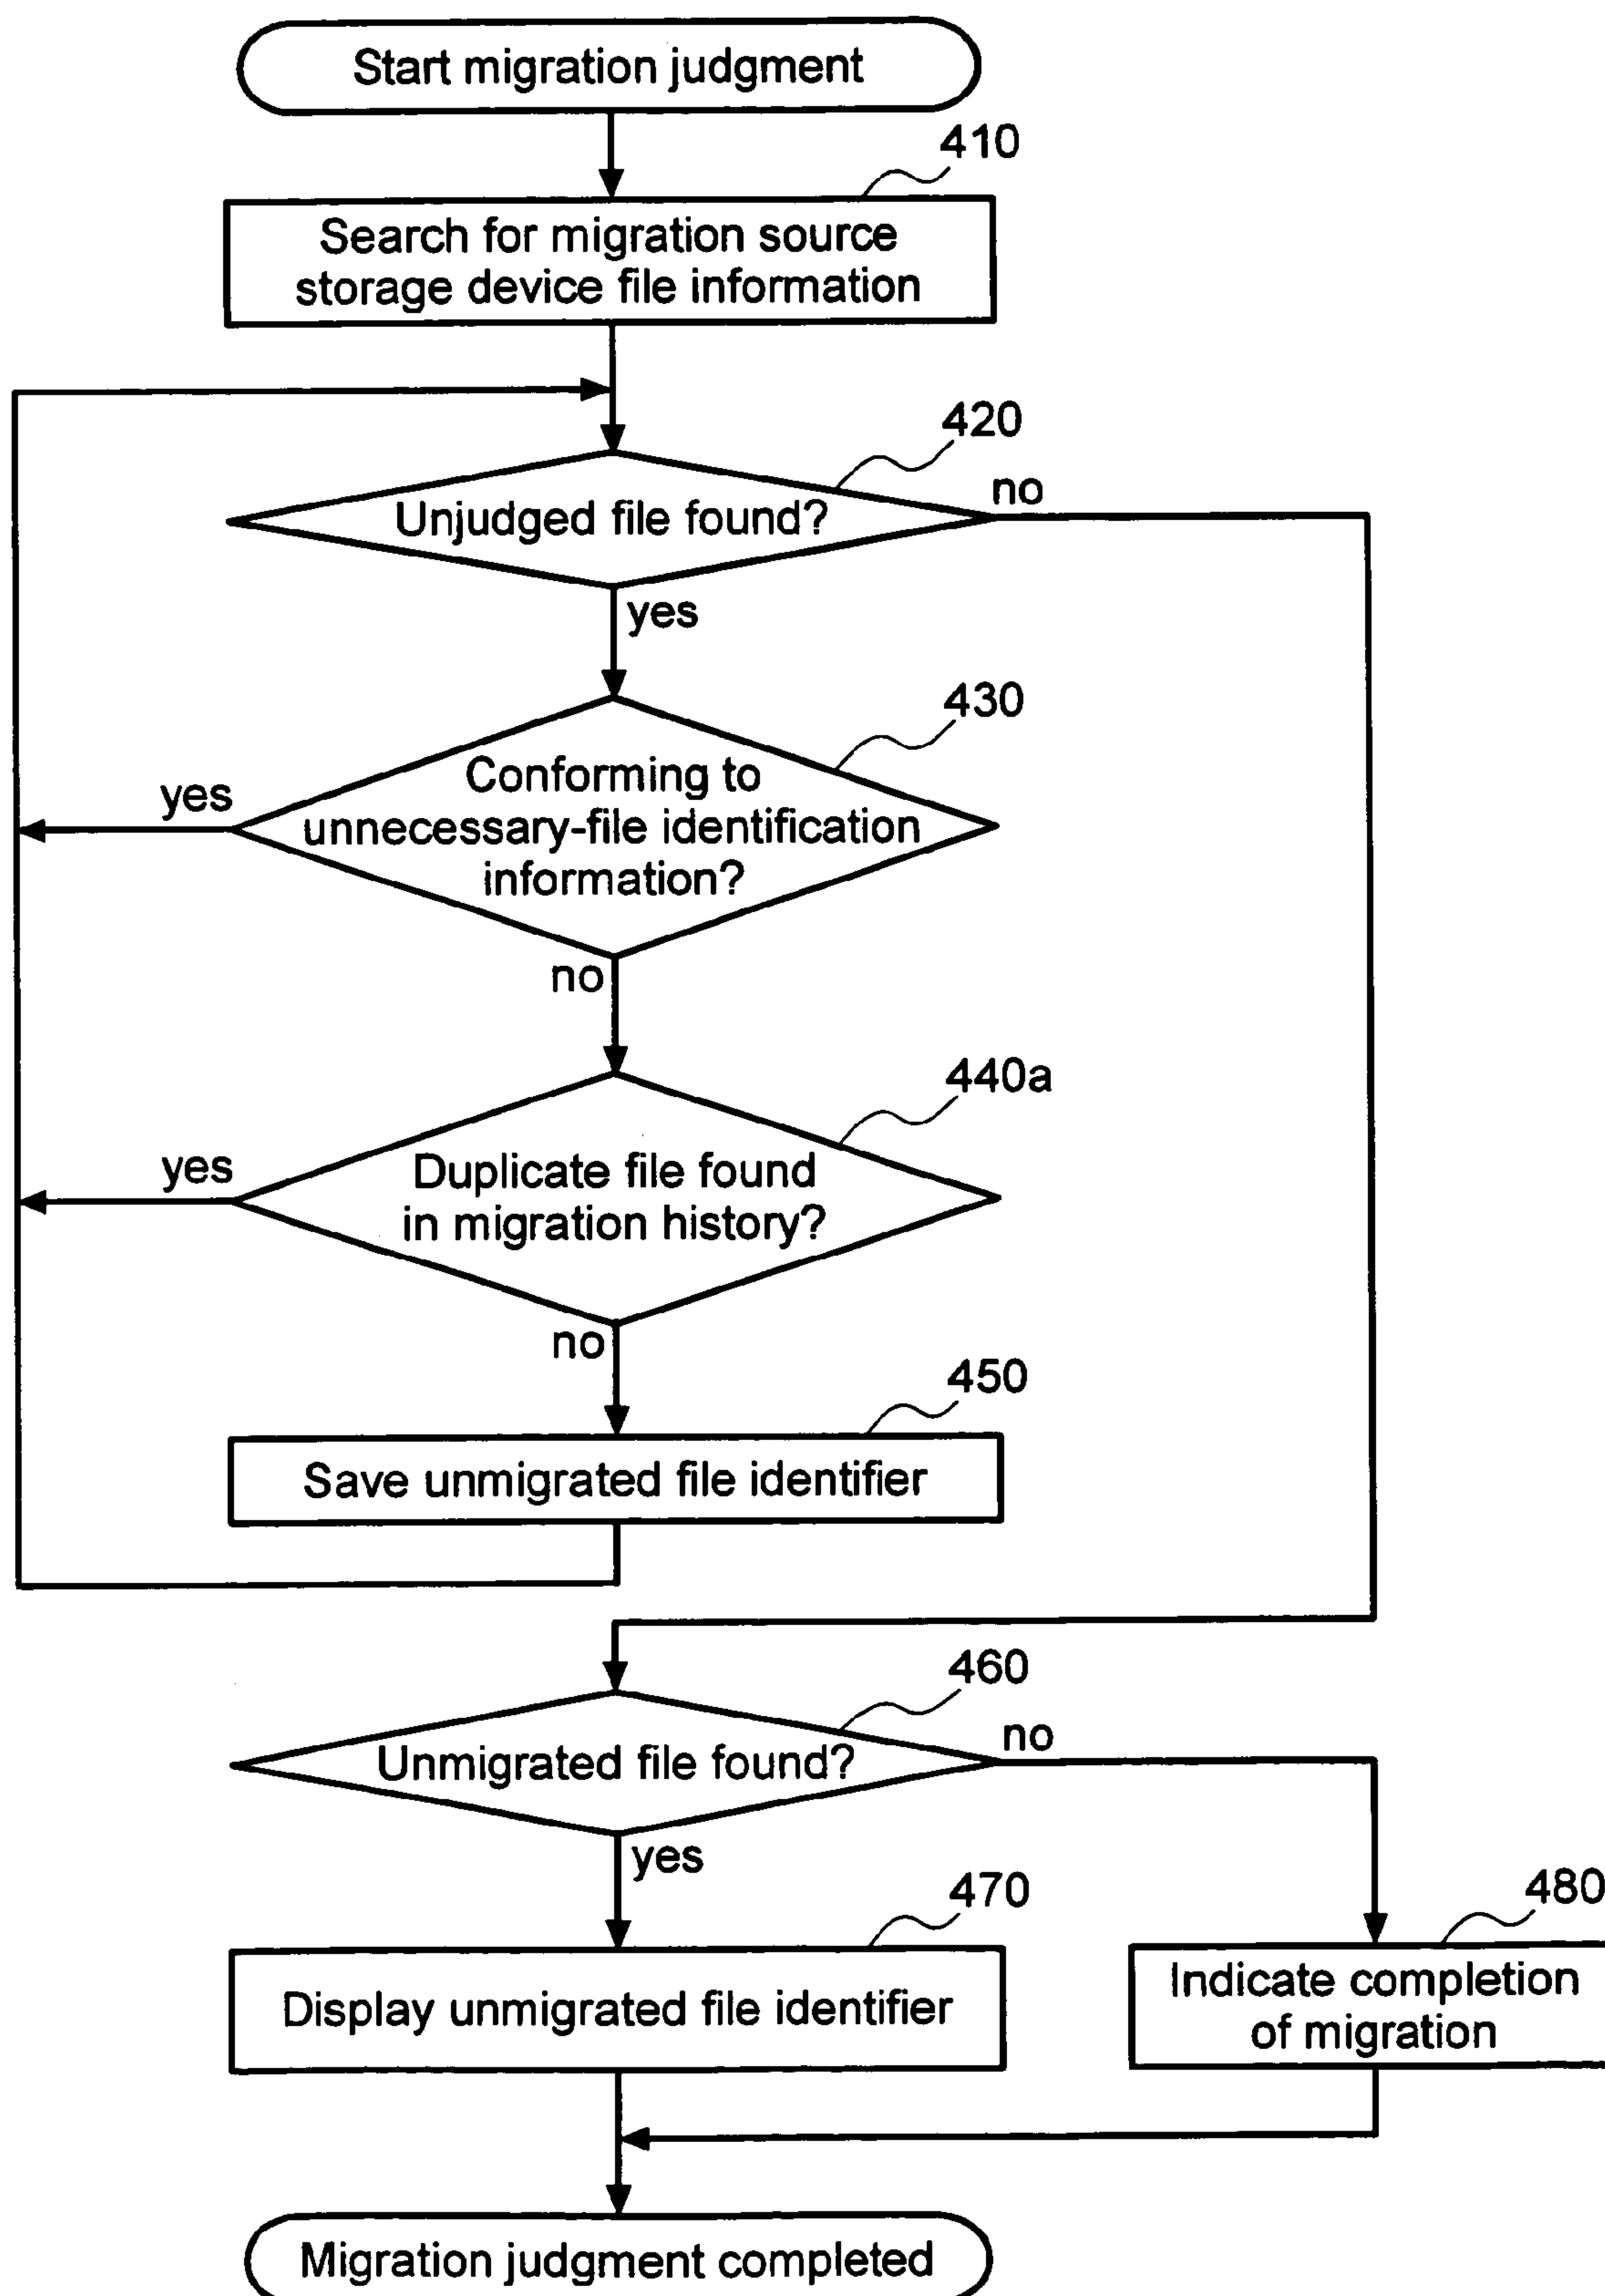 Start migration judgment
410
Search for migration source
storage device file information
420
Unjudged file found?
no
yes
430
Conforming to
unnecessary-file identification
information?
yes
no
440a
Duplicate file found
in migration history?
yes
no
450
Save unmigrated file identifier
460
Unmigrated file found?
no
yes
470
Display unmigrated file identifier
480
Indicate completion
of migration
Migration judgment completed